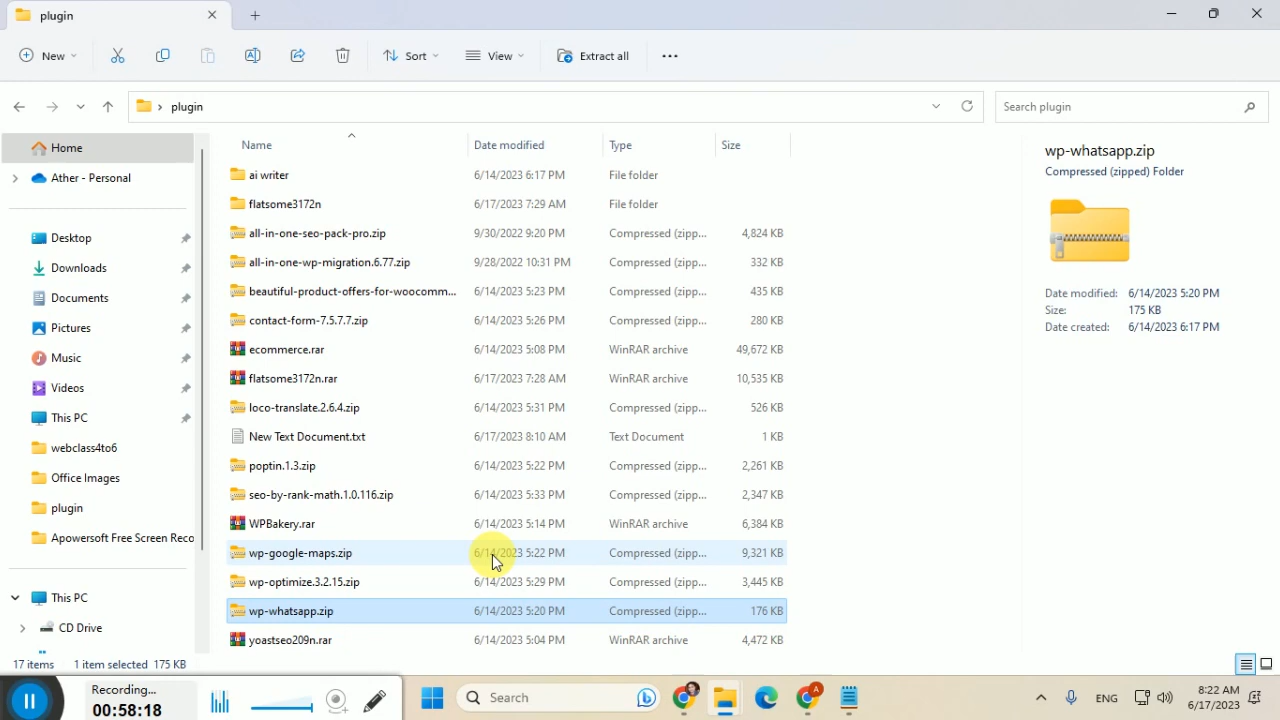 plugin
New
Sort
View
Extract all
plugin
Search plugin
Home
Ather - Personal
Desktop
Downloads
Documents
Pictures
Music
Videos
This PC
webclass4to6
Office Images
plugin
Apowersoft Free Screen Reco
This PC
CD Drive
Name Date modified Type Size
ai writer 6/14/2023 6:17 PM File folder
flatsome3172n 6/17/2023 7:29 AM File folder
all-in-one-seo-pack-pro.zip 9/30/2022 9:20 PM Compressed (zipp... 4,824 KB
all-in-one-wp-migration.6.77.zip 9/28/2022 10:31 PM Compressed (zipp... 332 KB
beautiful-product-offers-for-woocomm... 6/14/2023 5:23 PM Compressed (zipp... 435 KB
contact-form-7.5.7.7.zip 6/14/2023 5:26 PM Compressed (zipp... 280 KB
ecommerce.rar 6/14/2023 5:08 PM WinRAR archive 49,672 KB
flatsome3172n.rar 6/17/2023 7:28 AM WinRAR archive 10,535 KB
loco-translate.2.6.4.zip 6/14/2023 5:31 PM Compressed (zipp... 526 KB
New Text Document.txt 6/17/2023 8:10 AM Text Document 1 KB
poptin.1.3.zip 6/14/2023 5:22 PM Compressed (zipp... 2,261 KB
seo-by-rank-math.1.0.116.zip 6/14/2023 5:33 PM Compressed (zipp... 2,347 KB
WPBakery.rar 6/14/2023 5:14 PM WinRAR archive 6,384 KB
wp-google-maps.zip 6/14/2023 5:22 PM Compressed (zipp... 9,321 KB
wp-optimize.3.2.15.zip 6/14/2023 5:29 PM Compressed (zipp... 3,445 KB
wp-whatsapp.zip 6/14/2023 5:20 PM Compressed (zipp... 176 KB
yoastseo209n.rar 6/14/2023 5:04 PM WinRAR archive 4,472 KB
wp-whatsapp.zip
Compressed (zipped) Folder
Date modified: 6/14/2023 5:20 PM
Size: 175 KB
Date created: 6/14/2023 6:17 PM
17 items 1 item selected 175 KB
Recording...
00:58:18
Search
A
ENG
8:22 AM
6/17/2023